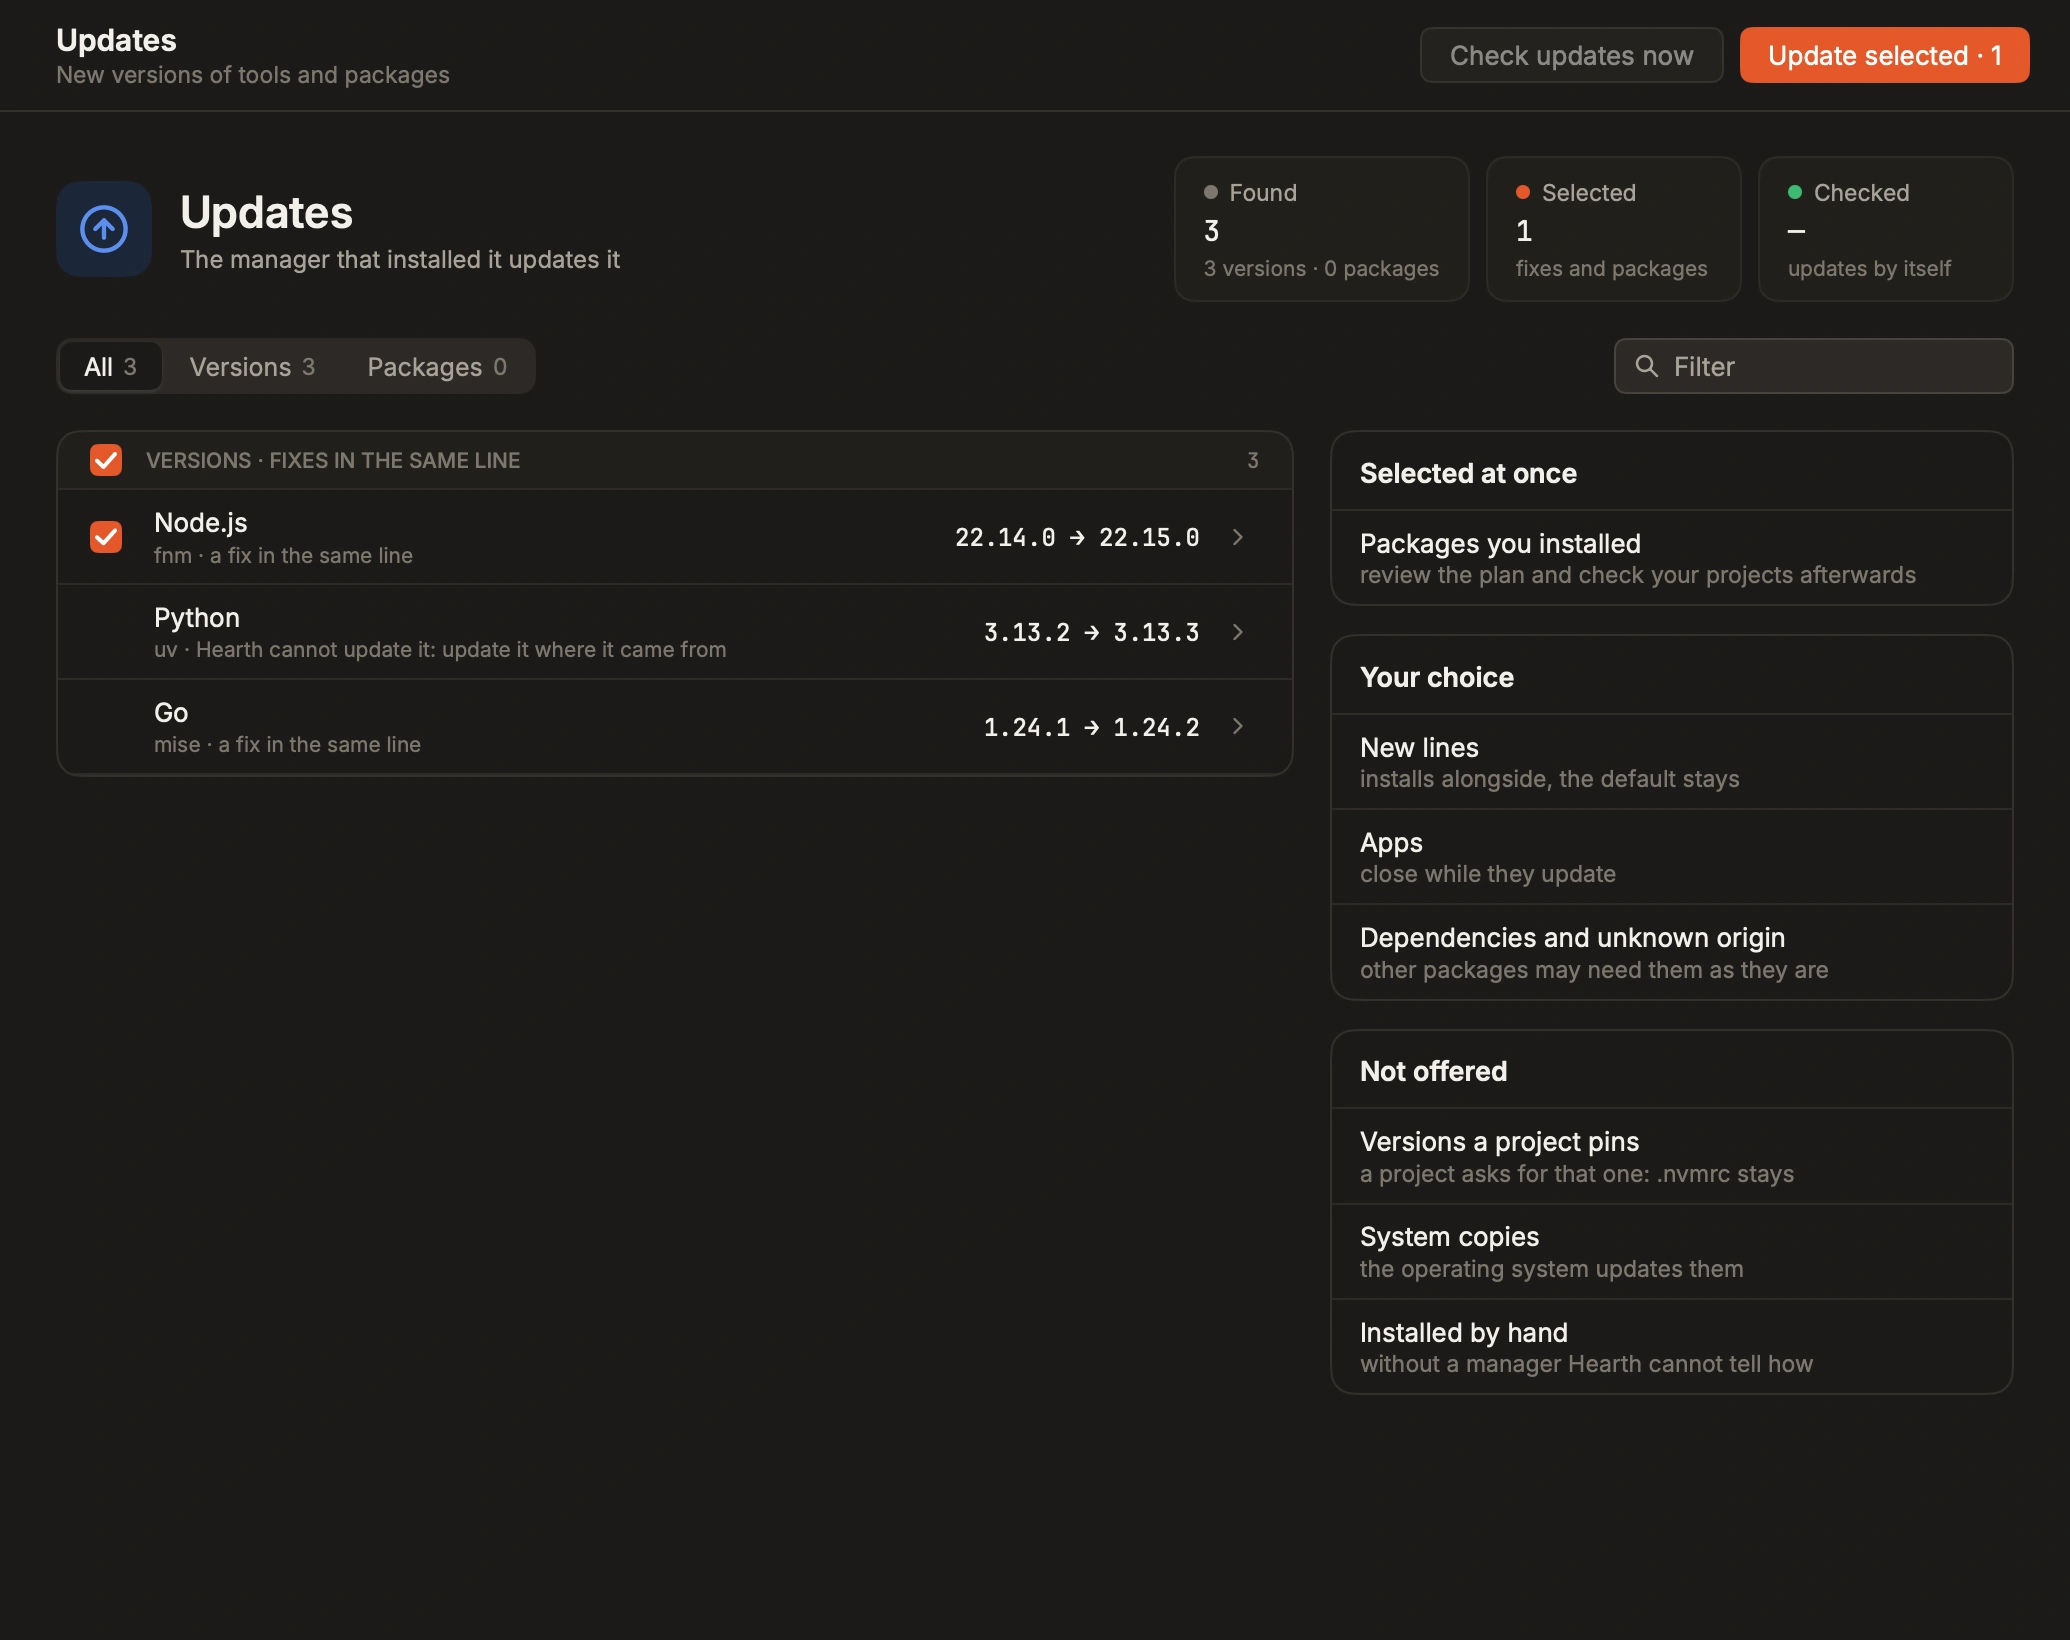 Updates
New versions of tools and packages
Check updates now
Update selected · 1
Updates
The manager that installed it updates it
Found
3
3 versions · 0 packages
Selected
1
fixes and packages
Checked
–
updates by itself
All 3
Versions 3
Packages 0
Filter
VERSIONS · FIXES IN THE SAME LINE
3
Node.js
fnm · a fix in the same line
22.14.0 → 22.15.0
Python
uv · Hearth cannot update it: update it where it came from
3.13.2 → 3.13.3
Go
mise · a fix in the same line
1.24.1 → 1.24.2
Selected at once
Packages you installed
review the plan and check your projects afterwards
Your choice
New lines
installs alongside, the default stays
Apps
close while they update
Dependencies and unknown origin
other packages may need them as they are
Not offered
Versions a project pins
a project asks for that one: .nvmrc stays
System copies
the operating system updates them
Installed by hand
without a manager Hearth cannot tell how